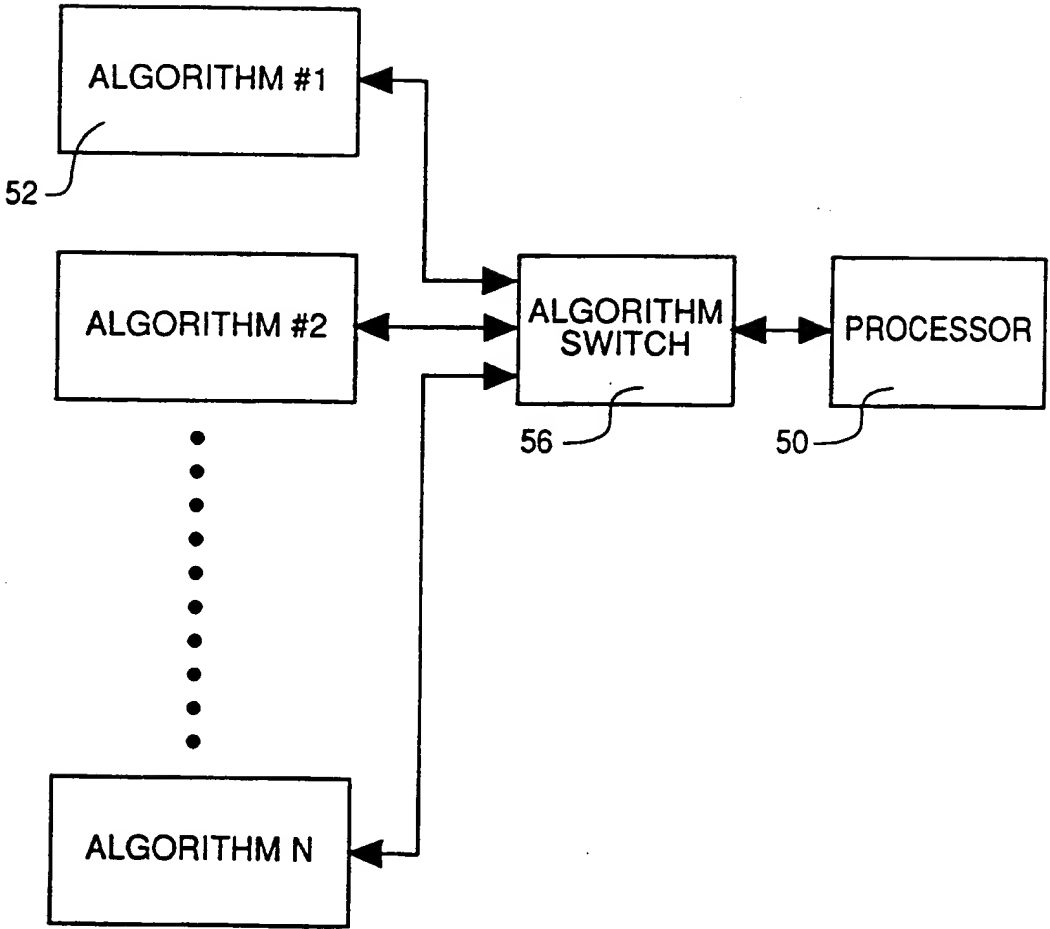 ALGORITHM #1
52
ALGORITHM #2
ALGORITHM
SWITCH
PROCESSOR
56
50
ALGORITHM N